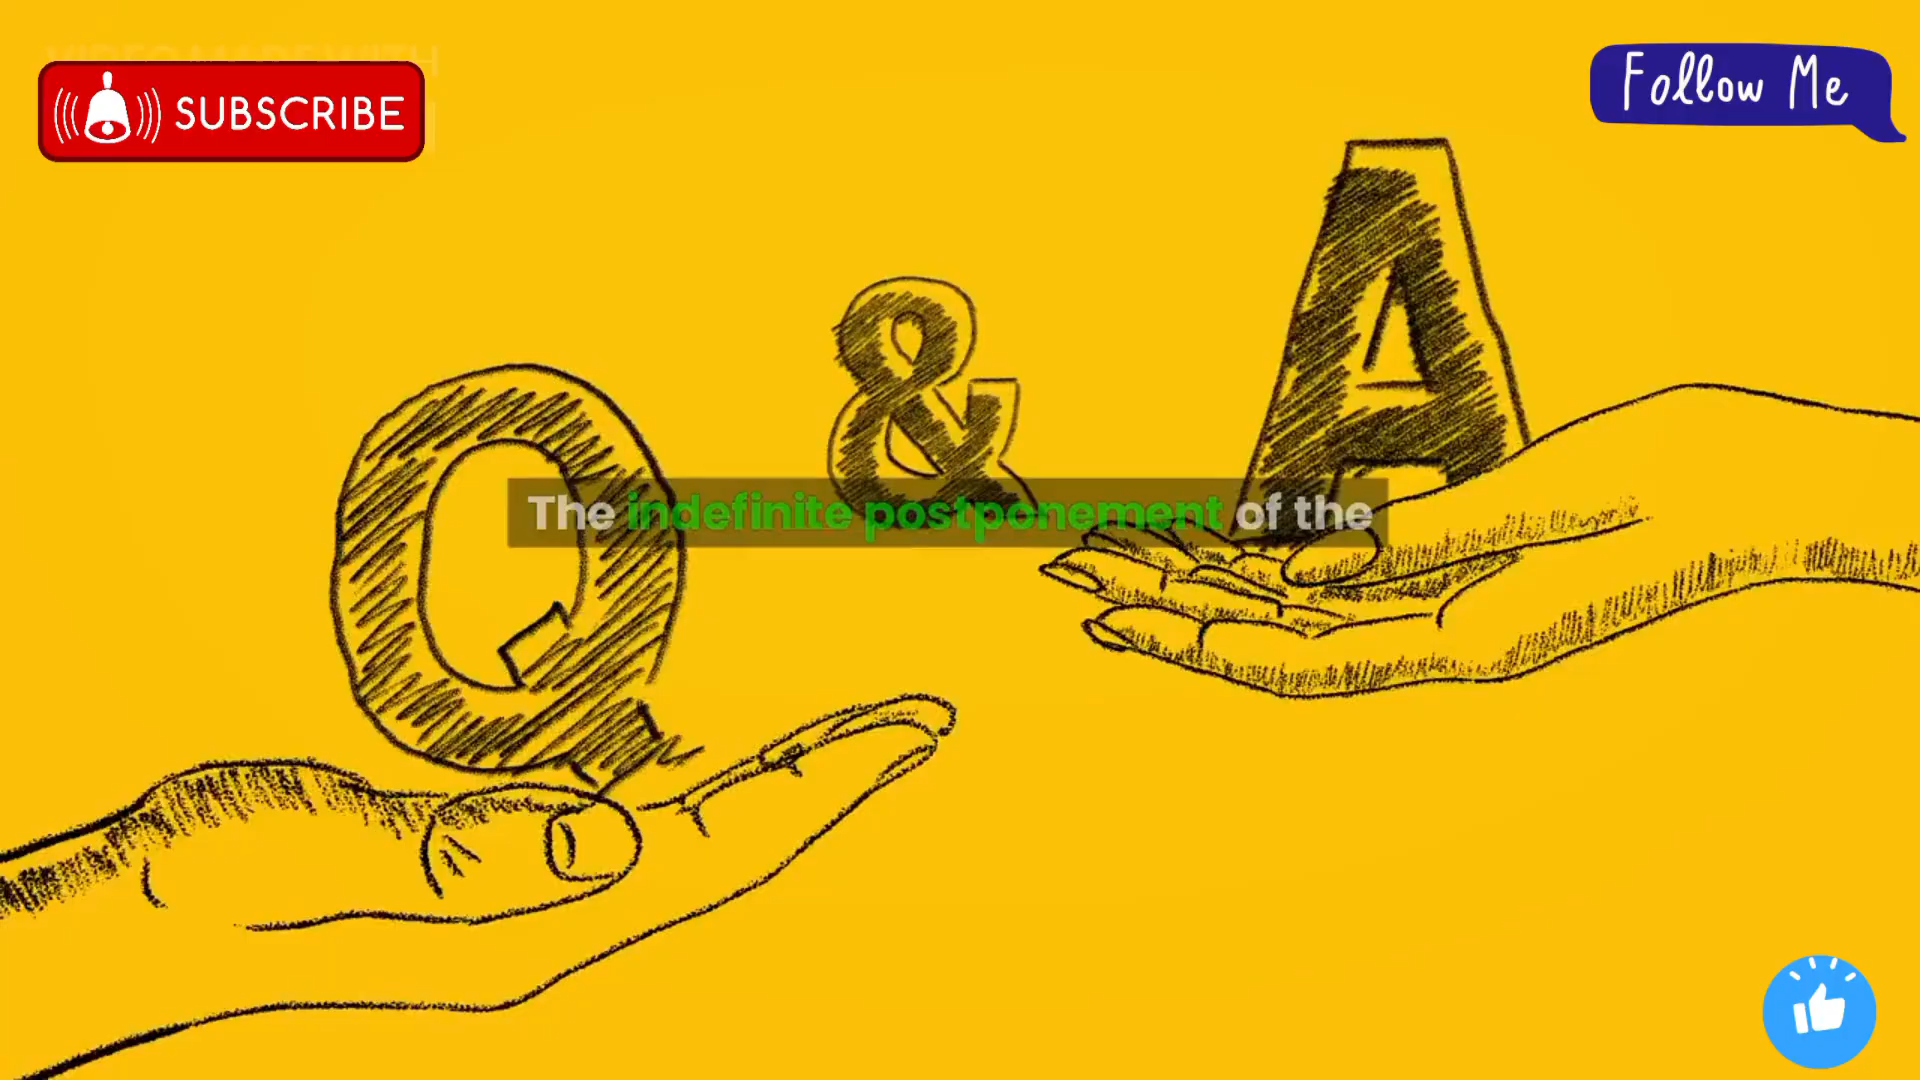 SUBSCRIBE
Follow Me
Q & A
The indefinite postponement of the